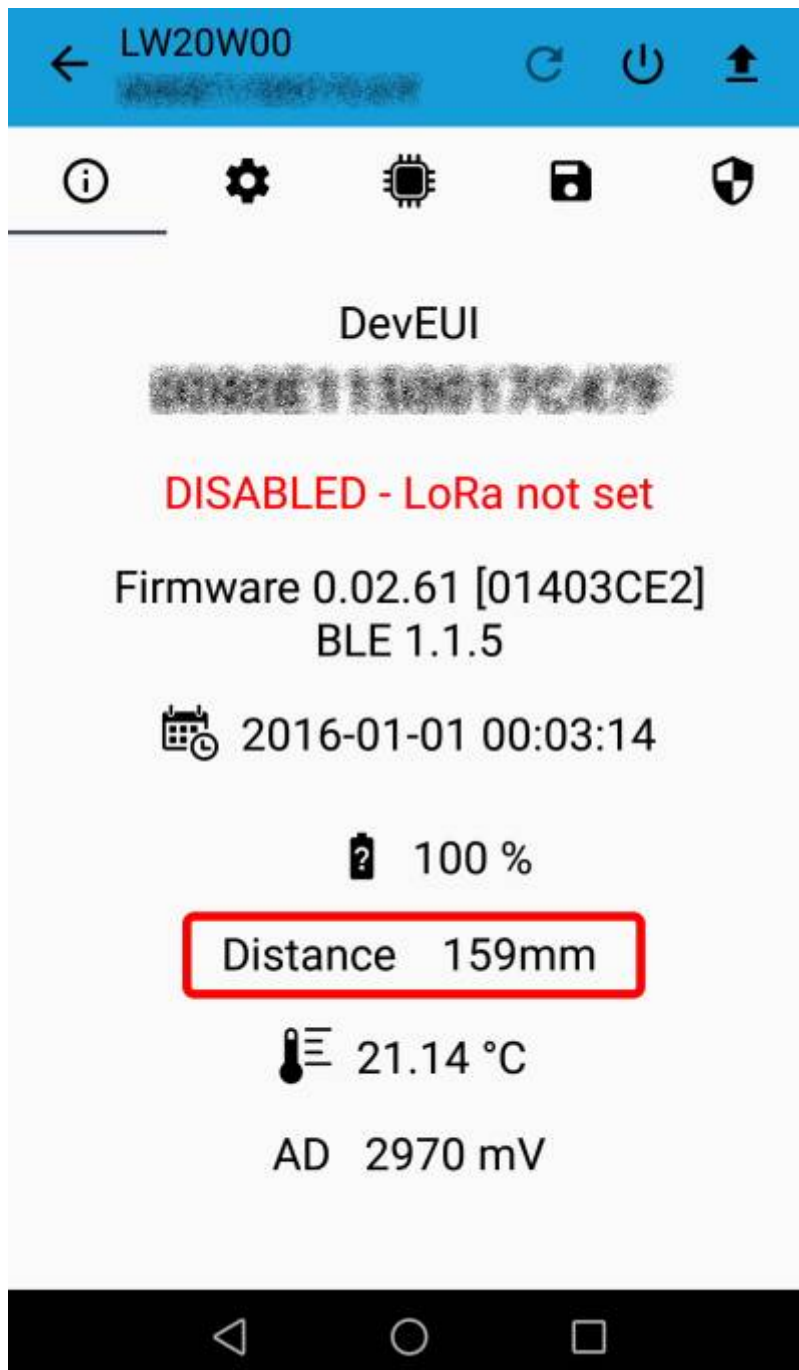 LW20W00
DevEUI
DISABLED - LoRa not set
Firmware 0.02.61 [01403CE2]
BLE 1.1.5
2016-01-01 00:03:14
100 %
Distance 159mm
21.14 °C
AD 2970 mV